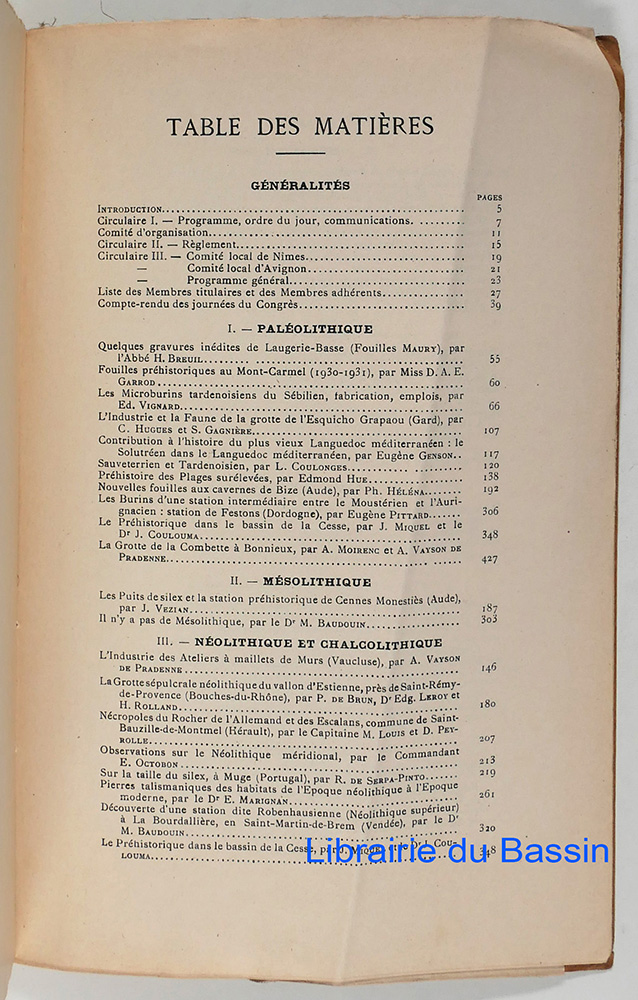 TABLE DES MATIÈRES
GÉNÉRALITÉS
PAGES
INTRODUCTION 5
Circulaire I. — Programme, ordre du jour, communications. 7
Comité d'organisation 11
Circulaire II. — Règlement 15
Circulaire III. — Comité local de Nîmes 19
— Comité local d'Avignon 21
— Programme général 23
Liste des Membres titulaires et des Membres adhérents 27
Compte-rendu des journées du Congrès 39
I. — PALÉOLITHIQUE
Quelques gravures inédites de Laugerie-Basse (Fouilles MAURY), par
l'Abbé H. BREUIL 55
Fouilles préhistoriques au Mont-Carmel (1930-1931), par Miss D. A. E.
GARROD 60
Les Microburins tardenoisiens du Sébilien, fabrication, emplois, par
Ed. VIGNARD 66
L'Industrie et la Faune de la grotte de l'Esquicho Grapaou (Gard), par
C. HUGUES et S. GAGNIÈRE 107
Contribution à l'histoire du plus vieux Languedoc méditerranéen : le
Solutréen dans le Languedoc méditerranéen, par Eugène GENSON 117
Sauveterrien et Tardenoisien, par L. COULONGES 120
Préhistoire des Plages surélevées, par Edmond HUE 138
Nouvelles fouilles aux cavernes de Bize (Aude), par Ph. HÉLÉNA 192
Les Burins d'une station intermédiaire entre le Moustérien et l'Auri-
gnacien : station de Festons (Dordogne), par Eugène PITTARD 306
Le Préhistorique dans le bassin de la Cesse, par J. MIQUEL et le
Dr J. COULOUMA 348
La Grotte de la Combette à Bonnieux, par A. MOIRENC et A. VAYSON DE
PRADENNE 427
II. — MÉSOLITHIQUE
Les Puits de silex et la station préhistorique de Cennes Monestiès (Aude),
par J. VEZIAN 187
Il n'y a pas de Mésolithique, par le Dr M. BAUDOUIN 303
III. — NÉOLITHIQUE ET CHALCOLITHIQUE
L'Industrie des Ateliers à maillets de Murs (Vaucluse), par A. VAYSON
DE PRADENNE 146
La Grotte sépulcrale néolithique du vallon d'Estienne, près de Saint-Rémy-
de-Provence (Bouches-du-Rhône), par P. DE BRUN, Dr Edg. LEROY et
H. ROLLAND 180
Nécropoles du Rocher de l'Allemand et des Escalans, commune de Saint-
Bauzille-de-Montmel (Hérault), par le Capitaine M. LOUIS et D. PEY-
ROLLE 207
Observations sur le Néolithique méridional, par le Commandant
E. OCTOBON 213
Sur la taille du silex, à Muge (Portugal), par R. DE SERPA-PINTO 219
Pierres talismaniques des habitats de l'Epoque néolithique à l'Epoque
moderne, par le Dr E. MARIGNAN 261
Découverte d'une station dite Robenhausienne (Néolithique supérieur)
à La Bourdallière, en Saint-Martin-de-Brem (Vendée), par le Dr
M. BAUDOUIN 320
Le Préhistorique dans le bassin de la Cesse, par J. MIQUEL et le Dr J. COU-
LOUMA 348
Librairie du Bassin